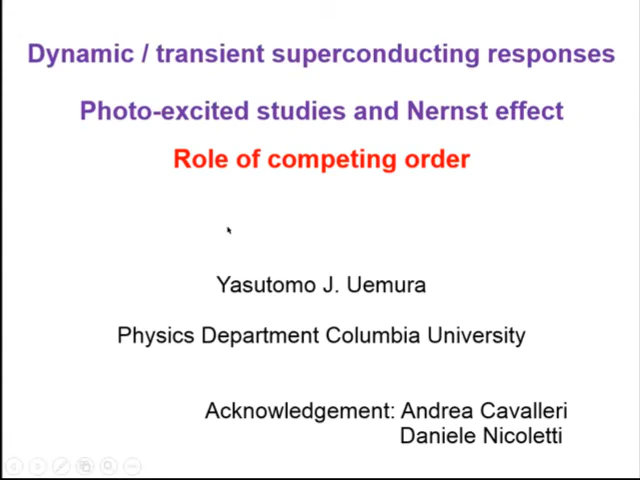 Dynamic / transient superconducting responses
Photo-excited studies and Nernst effect
Role of competing order
Yasutomo J. Uemura
Physics Department Columbia University
Acknowledgement: Andrea Cavalleri
Daniele Nicoletti